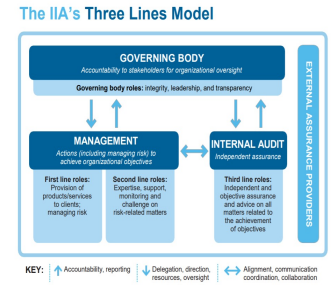 The IIA's Three Lines Model
GOVERNING BODY
Accountability to stakeholders for organizational oversight
Governing body roles: integrity, leadership, and transparency
MANAGEMENT
Actions (including managing risk) to
achieve organizational objectives
First line roles:
Provision of
products/services
to clients;
managing risk
Second line roles:
Expertise, support,
monitoring and
challenge on
risk-related matters
INTERNAL AUDIT
Independent assurance
Third line roles:
Independent and
objective assurance
and advice on all
matters related to
the achievement
of objectives
EXTERNAL ASSURANCE PROVIDERS
KEY:
Accountability, reporting
Delegation, direction,
resources, oversight
Alignment, communication
coordination, collaboration